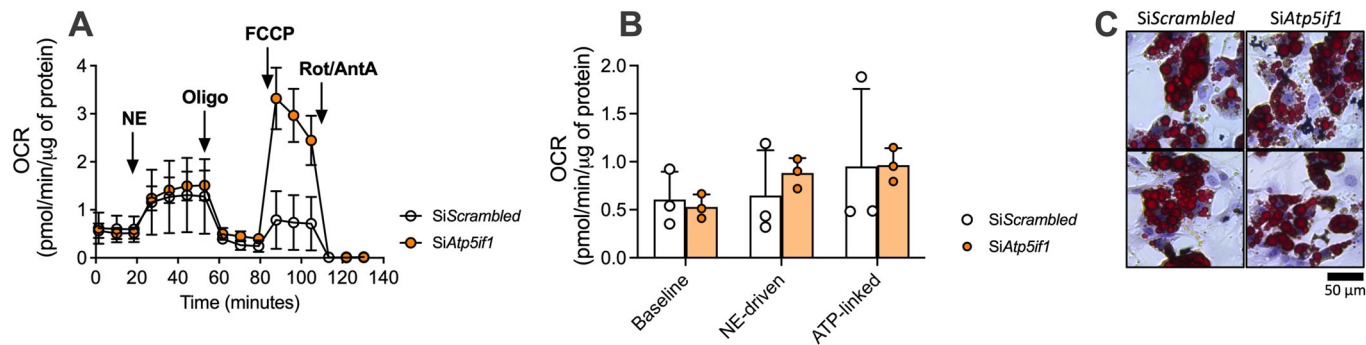 A
FCCP
Rot/AntA
NE
Oligo
OCR
(pmol/min/μg of protein)
4
3
2
1
0
0 20 40 60 80 100 120 140
Time (minutes)
SiScrambled
SiAtp5if1
B
OCR
(pmol/min/μg of protein)
2.0
1.5
1.0
0.5
0.0
Baseline
NE-driven
ATP-linked
SiScrambled
SiAtp5if1
C
SiScrambled SiAtp5if1
50 μm